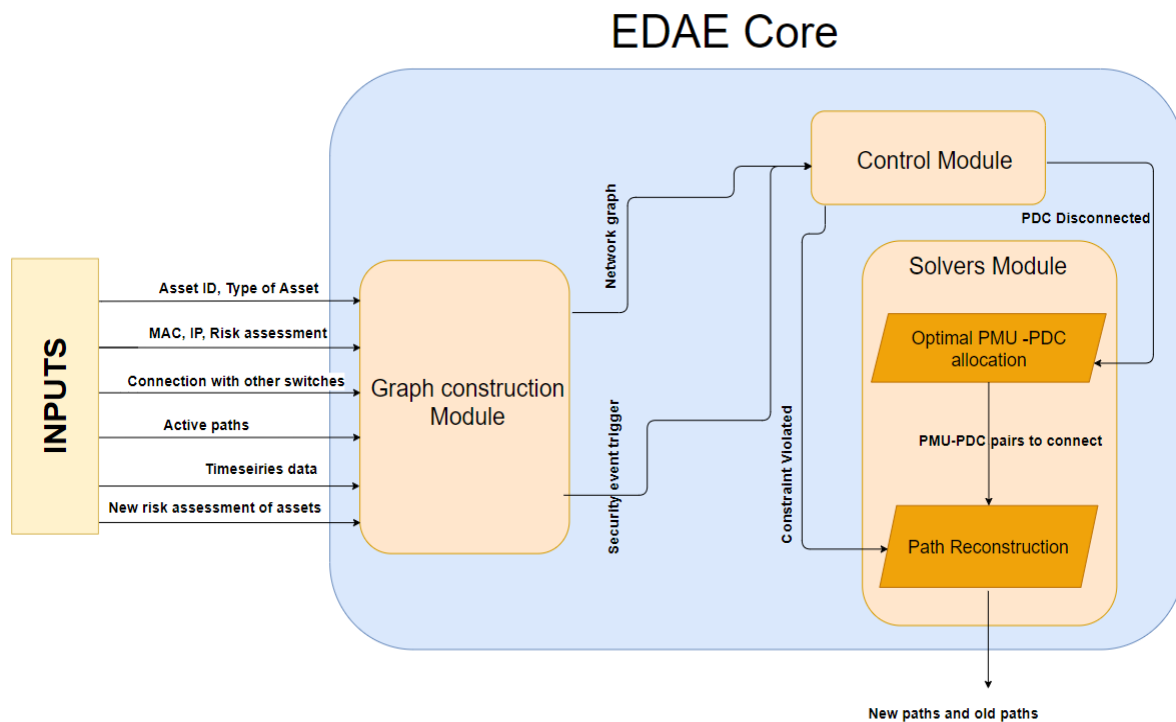 EDAE Core
Control Module
Network graph
PDC Disconnected
Solvers Module
INPUTS
Asset ID, Type of Asset
MAC, IP, Risk assessment
Connection with other switches
Active paths
Timeseiries data
New risk assessment of assets
Graph construction
Module
Optimal PMU -PDC
allocation
Security event trigger
Constraint Violated
PMU-PDC pairs to connect
Path Reconstruction
New paths and old paths